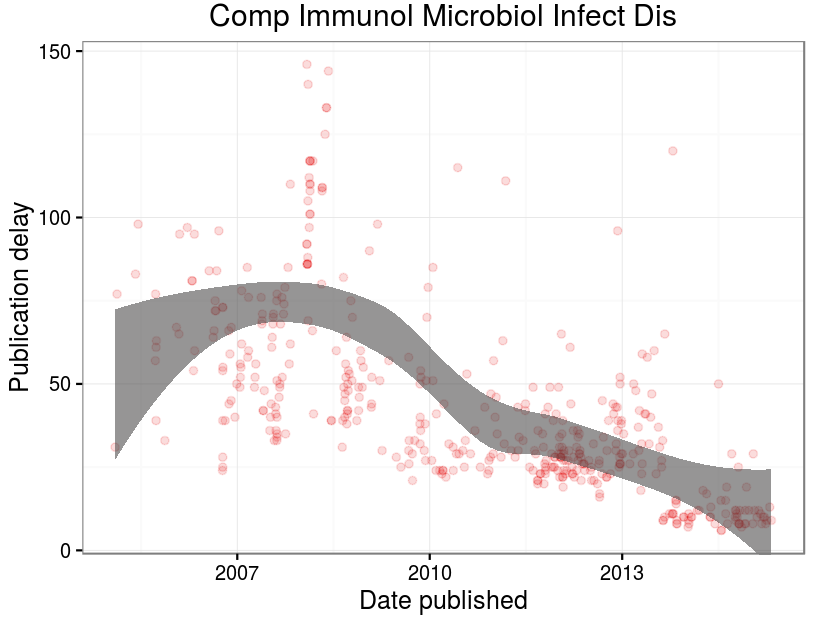 Comp Immunol Microbiol Infect Dis
Publication delay
150
100
50
0
2007 2010 2013
Date published